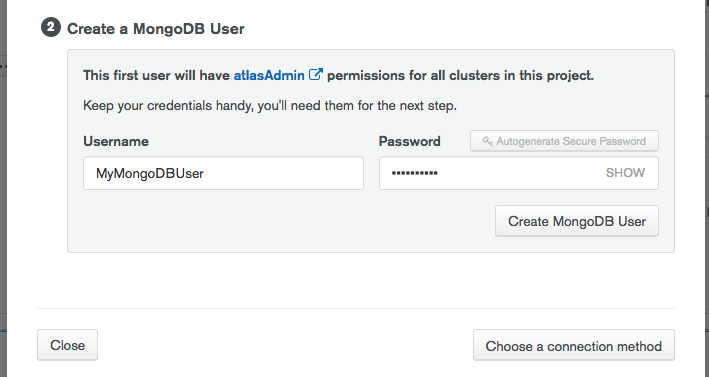 2 Create a MongoDB User
This first user will have atlasAdmin permissions for all clusters in this project.
Keep your credentials handy, you'll need them for the next step.
Username
Password
Autogenerate Secure Password
MyMongoDBUser
•••••••••• SHOW
Create MongoDB User
Close
Choose a connection method